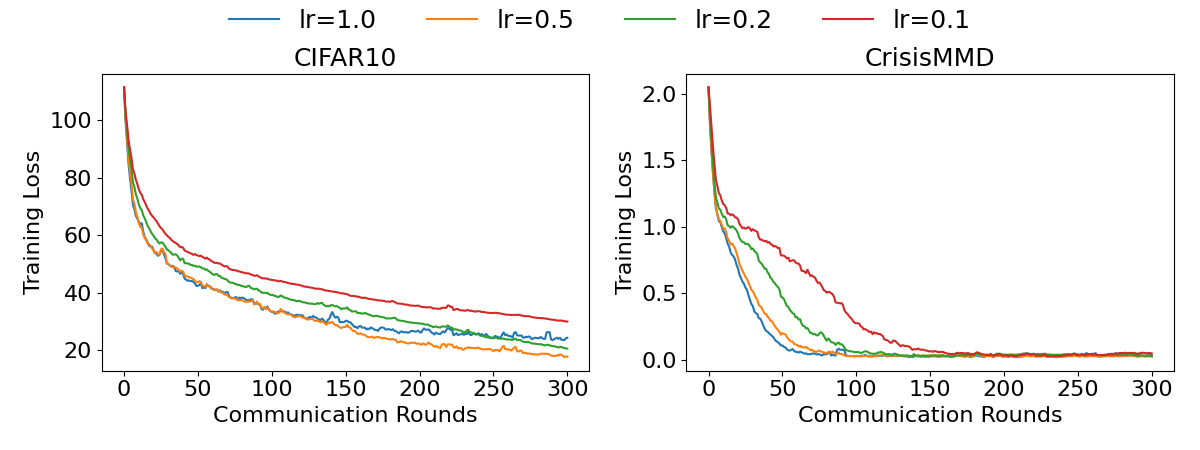 lr=1.0 lr=0.5 lr=0.2 lr=0.1
CIFAR10
Training Loss
100
80
60
40
20
0 50 100 150 200 250 300
Communication Rounds
CrisisMMD
Training Loss
2.0
1.5
1.0
0.5
0.0
0 50 100 150 200 250 300
Communication Rounds